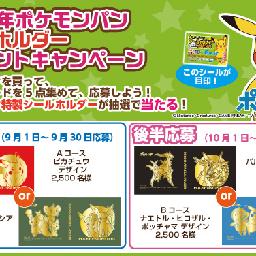 年ポケモンパン
ホルダー
ントキャンペーン
このシールが
目印！
を買って、
ドを5点集めて、応募しよう！
特製シールホルダーが抽選で当たる！
（9月1日～9月30日応募）
後半応募
（10月1日～
Aコース
ピカチュウ
デザイン
2,500名様
or
シア
Bコース
ナエトル・ヒコザル・
ポッチャマ デザイン
2,500名様
or